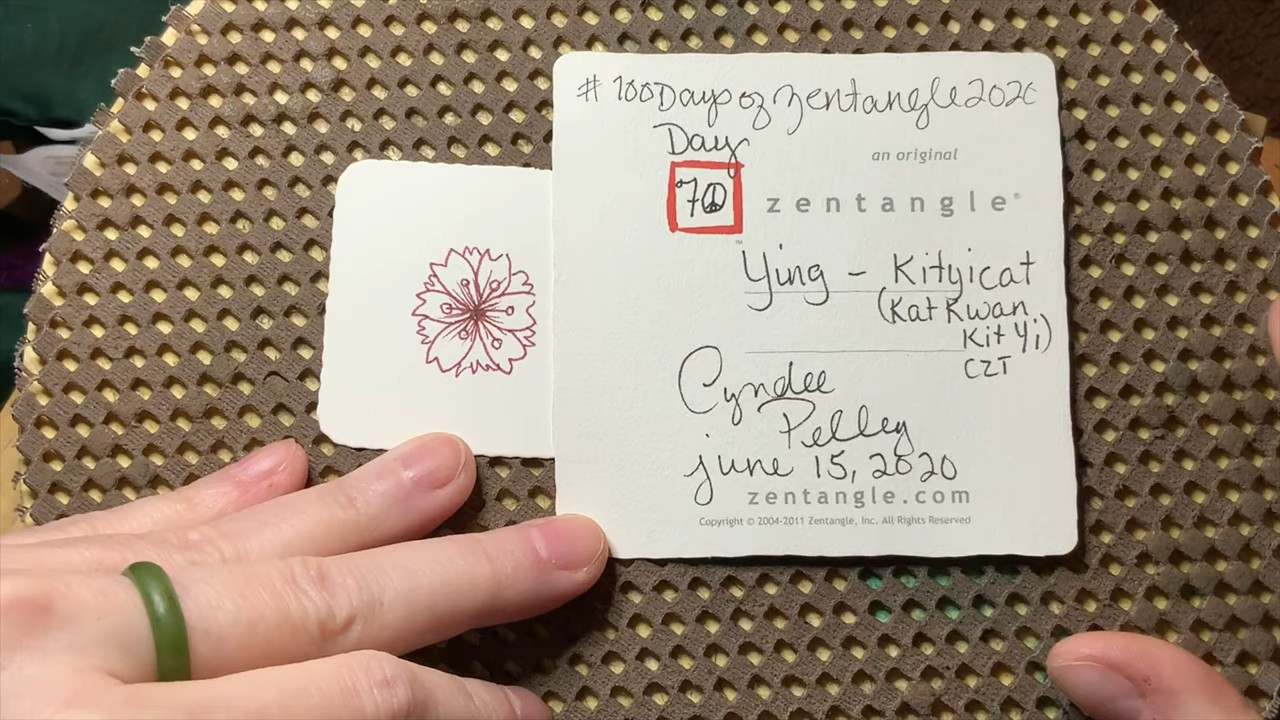 #100DaysofZentangle2020
Day
70
an original
zentangle®
™
Ying - Kityicat
(Kat Kwan
Kit Yi)
CZT
Cyndee
Pelley
june 15, 2020
zentangle.com
Copyright © 2004-2011 Zentangle, Inc. All Rights Reserved